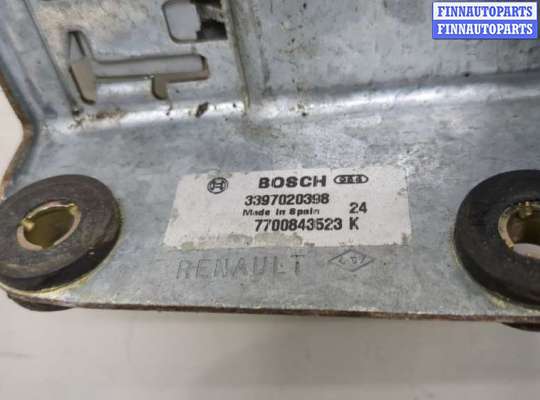 FINNAUTOPARTS
FINNAUTOPARTS
BOSCH
3397020398
Made in Spain 24
7700843523 K
RENAULT